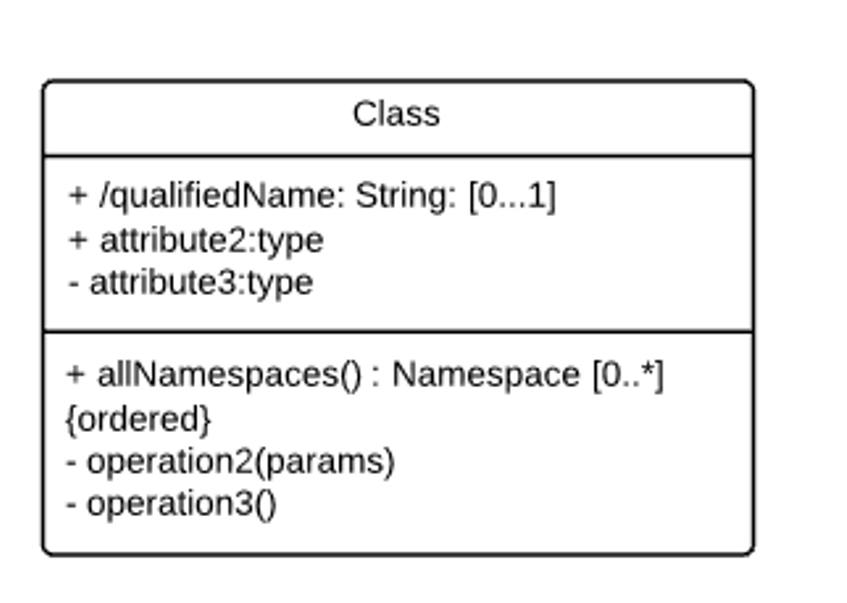 Class
+ /qualifiedName: String: [0...1]
+ attribute2:type
- attribute3:type
+ allNamespaces() : Namespace [0..*]
{ordered}
- operation2(params)
- operation3()